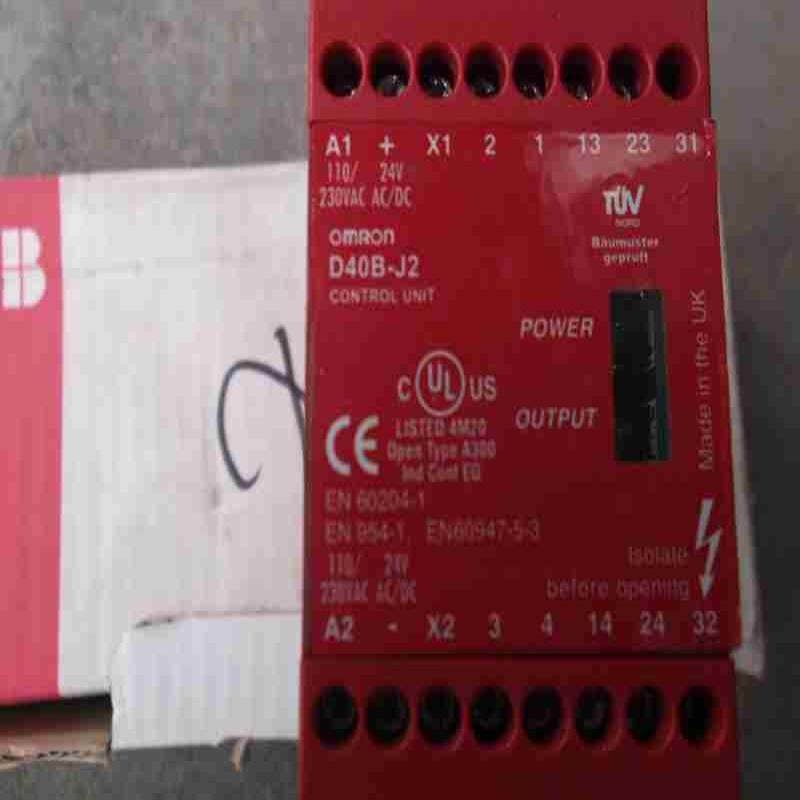 A1 + X1 2 1 13 23 31
110/ 24V
230VAC AC/DC
TÜV
NORD
Baumuster
geprüft
OMRON
D40B-J2
CONTROL UNIT
POWER
OUTPUT
Made in the UK
C UL US
LISTED 4M20
Open Type A300
Ind Cont EQ
CE
EN 60204-1
EN 954-1, EN60947-5-3
110/ 24V
230VAC AC/DC
Isolate
before opening
A2 - X2 3 4 14 24 32
B